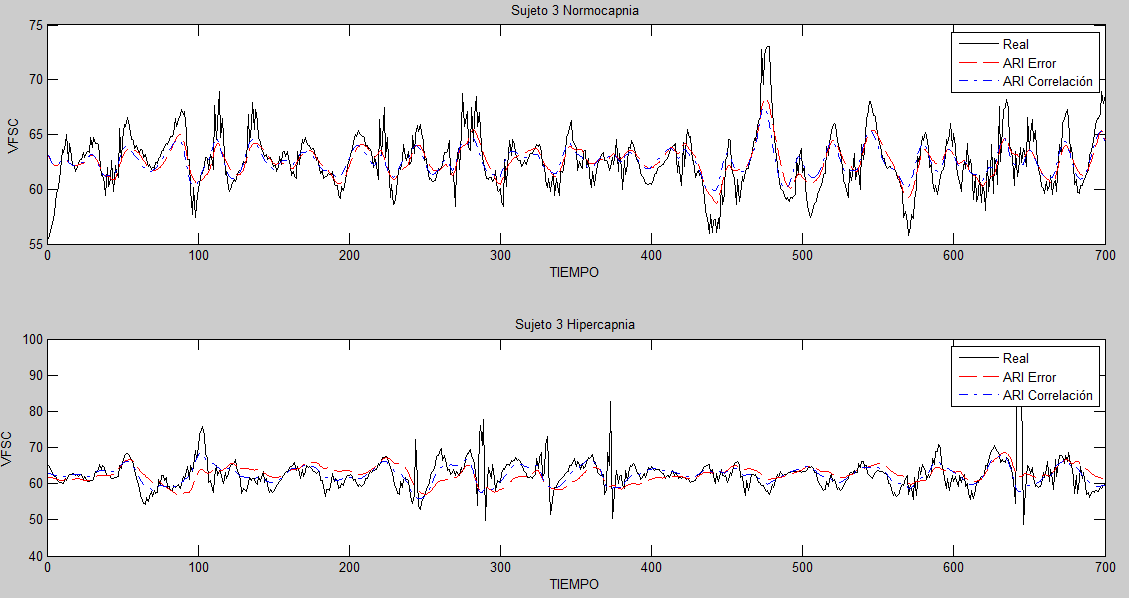 Sujeto 3 Normocapnia
75
70
65
60
55
VFSC
Real
ARI Error
ARI Correlación
0 100 200 300 400 500 600 700
TIEMPO
Sujeto 3 Hipercapnia
100
90
80
70
60
50
40
VFSC
Real
ARI Error
ARI Correlación
0 100 200 300 400 500 600 700
TIEMPO